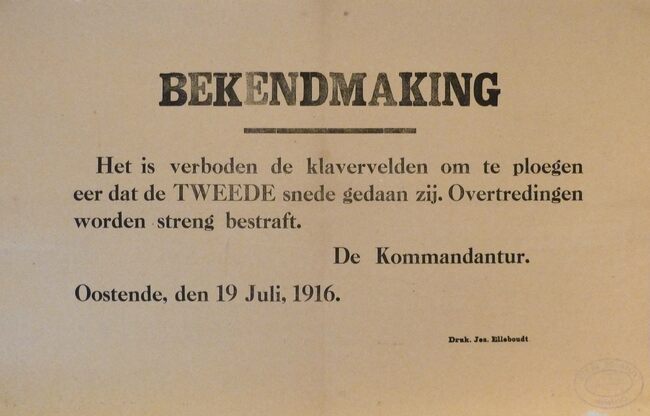 BEKENDMAKING
Het is verboden de klavervelden om te ploegen
eer dat de TWEEDE snede gedaan zij. Overtredingen
worden streng bestraft.
De Kommandantur.
Oostende, den 19 Juli, 1916.
Druk. Jos. Elleboudt